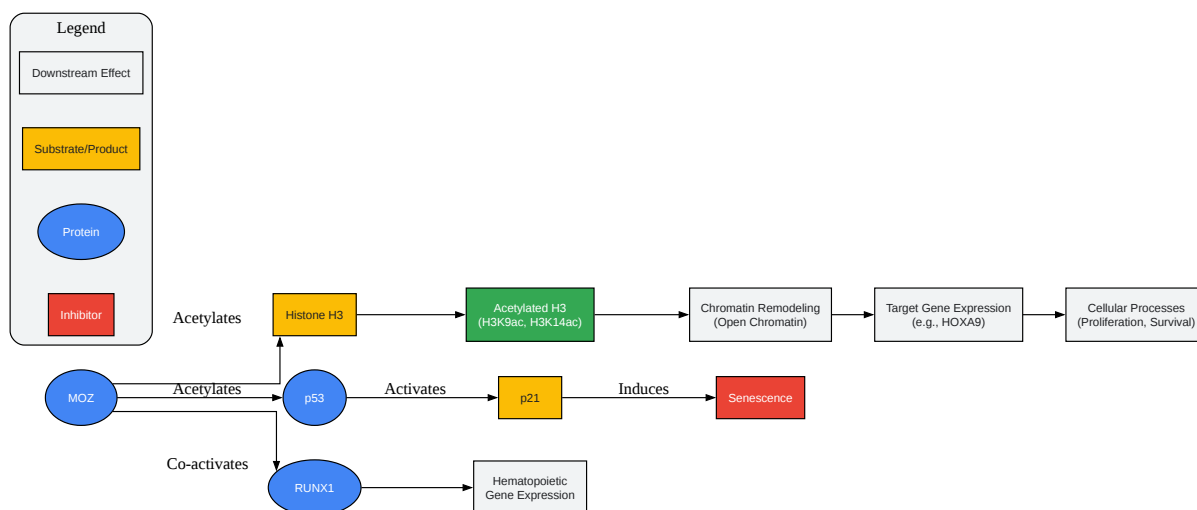 Legend
Downstream Effect
Substrate/Product
Protein
Inhibitor
Acetylates
Histone H3
Acetylated H3
(H3K9ac, H3K14ac)
Chromatin Remodeling
(Open Chromatin)
Target Gene Expression
(e.g., HOXA9)
Cellular Processes
(Proliferation, Survival)
MOZ
Acetylates
p53
Activates
p21
Induces
Senescence
Co-activates
RUNX1
Hematopoietic
Gene Expression